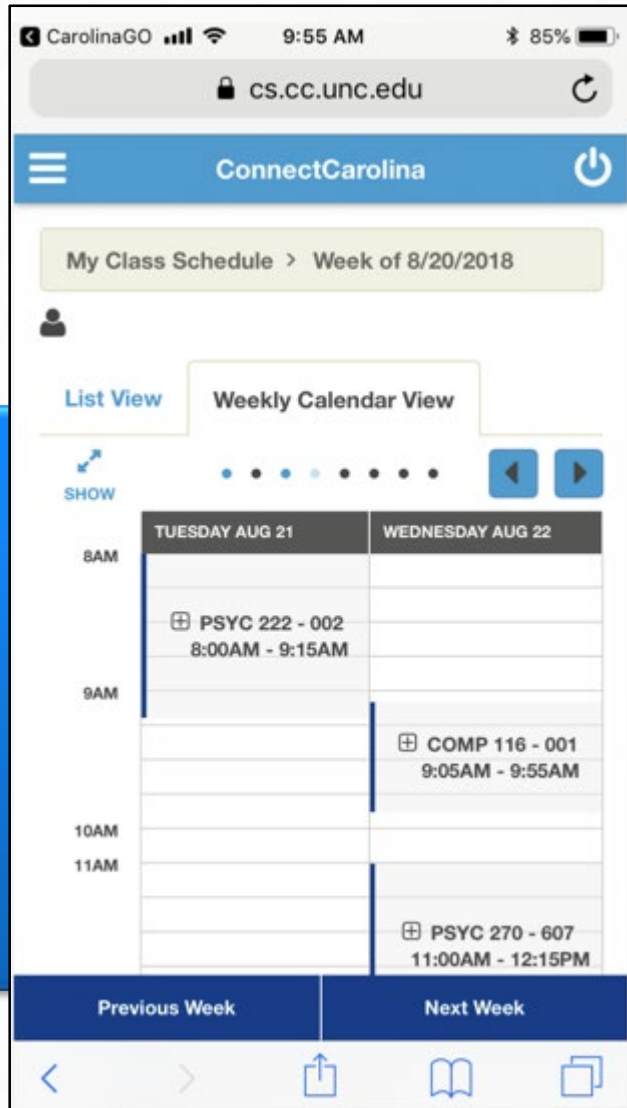 CarolinaGO 9:55 AM 85%
cs.cc.unc.edu
ConnectCarolina
My Class Schedule > Week of 8/20/2018
List View Weekly Calendar View
SHOW
TUESDAY AUG 21 WEDNESDAY AUG 22
8AM
PSYC 222 - 002
8:00AM - 9:15AM
9AM
COMP 116 - 001
9:05AM - 9:55AM
10AM
11AM
PSYC 270 - 607
11:00AM - 12:15PM
Previous Week Next Week